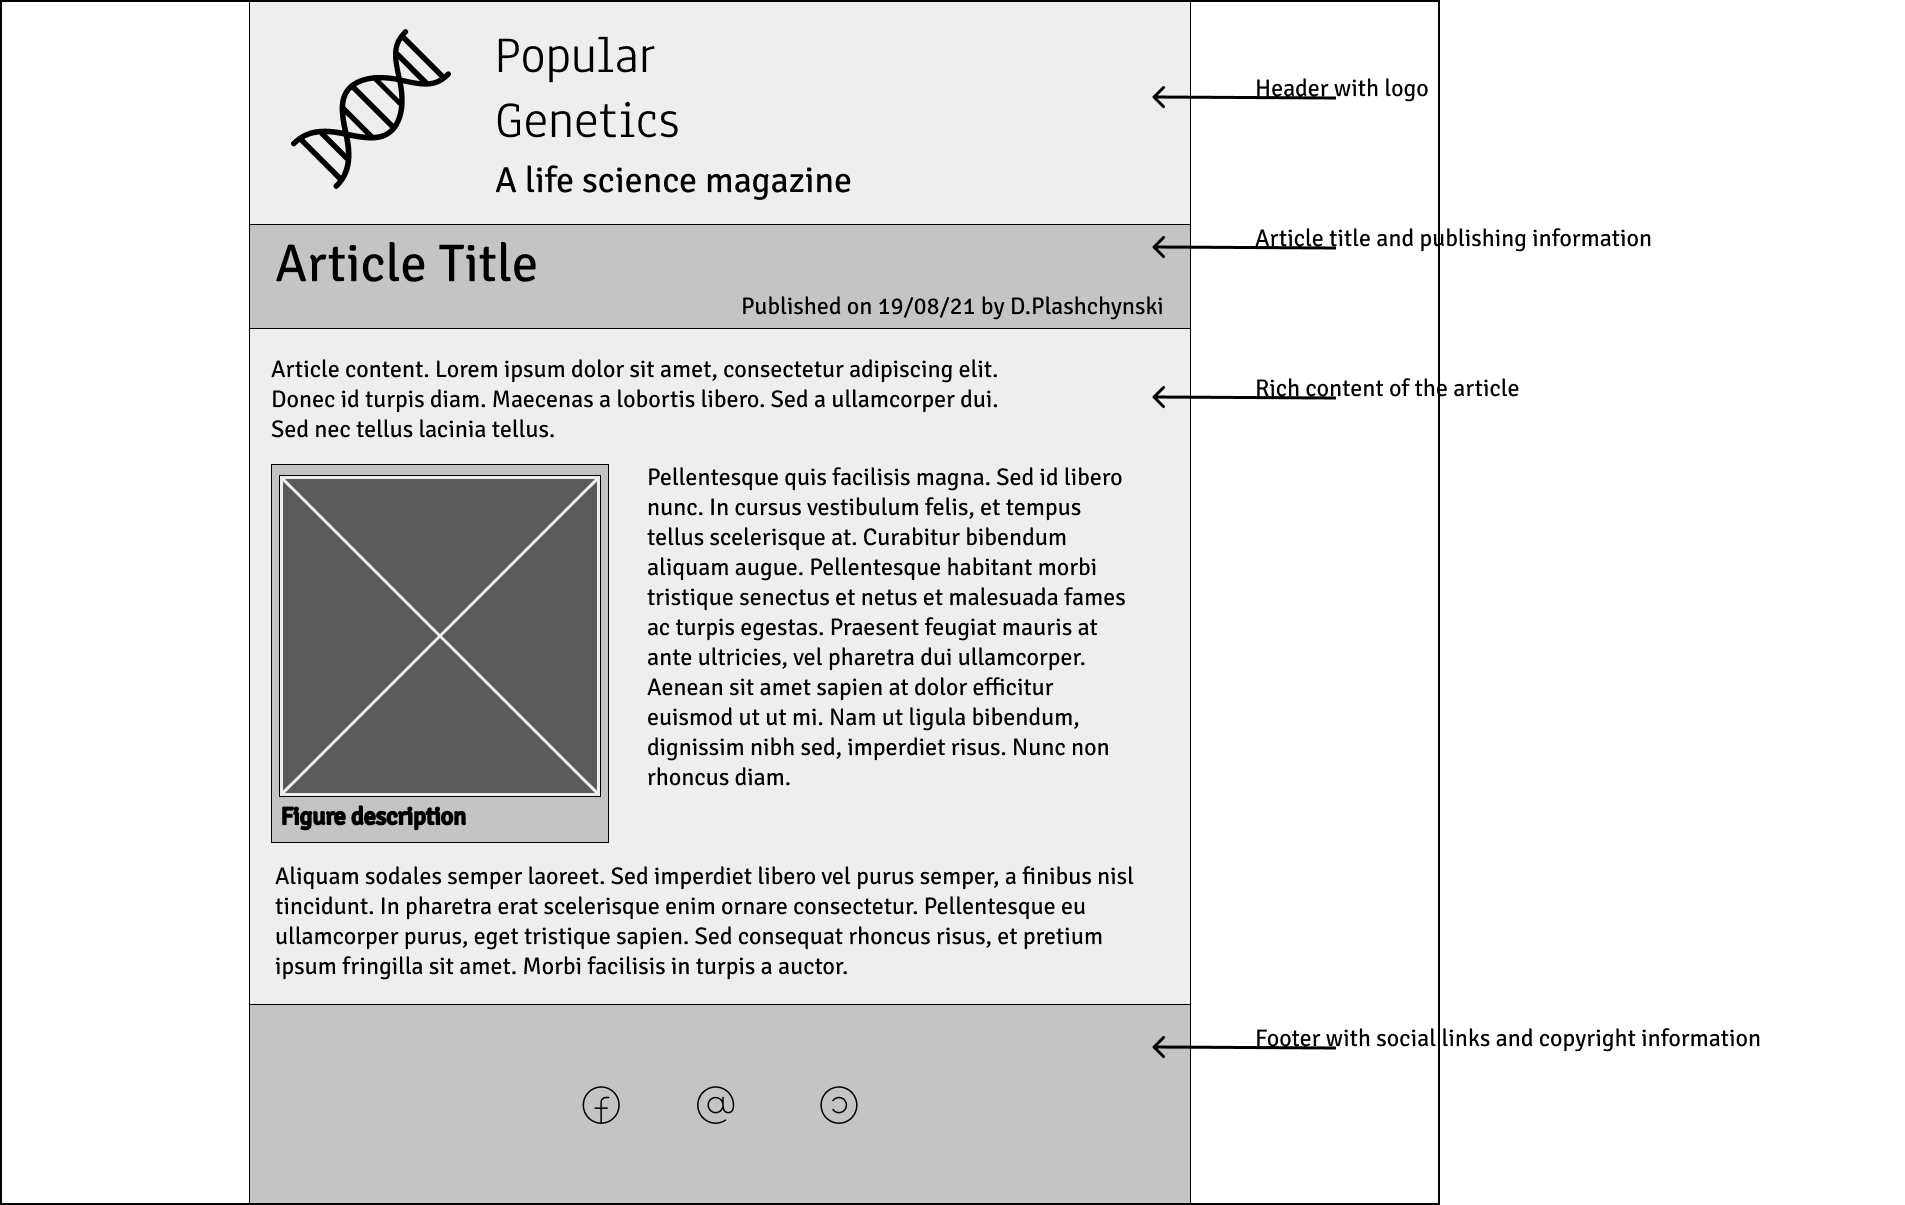 Popular
Genetics
A life science magazine
Header with logo
Article Title
Article title and publishing information
Published on 19/08/21 by D.Plashchynski
Article content. Lorem ipsum dolor sit amet, consectetur adipiscing elit.
Donec id turpis diam. Maecenas a lobortis libero. Sed a ullamcorper dui.
Sed nec tellus lacinia tellus.
Rich content of the article
Pellentesque quis facilisis magna. Sed id libero
nunc. In cursus vestibulum felis, et tempus
tellus scelerisque at. Curabitur bibendum
aliquam augue. Pellentesque habitant morbi
tristique senectus et netus et malesuada fames
ac turpis egestas. Praesent feugiat mauris at
ante ultricies, vel pharetra dui ullamcorper.
Aenean sit amet sapien at dolor efficitur
euismod ut ut mi. Nam ut ligula bibendum,
dignissim nibh sed, imperdiet risus. Nunc non
rhoncus diam.
Figure description
Aliquam sodales semper laoreet. Sed imperdiet libero vel purus semper, a finibus nisl
tincidunt. In pharetra erat scelerisque enim ornare consectetur. Pellentesque eu
ullamcorper purus, eget tristique sapien. Sed consequat rhoncus risus, et pretium
ipsum fringilla sit amet. Morbi facilisis in turpis a auctor.
Footer with social links and copyright information